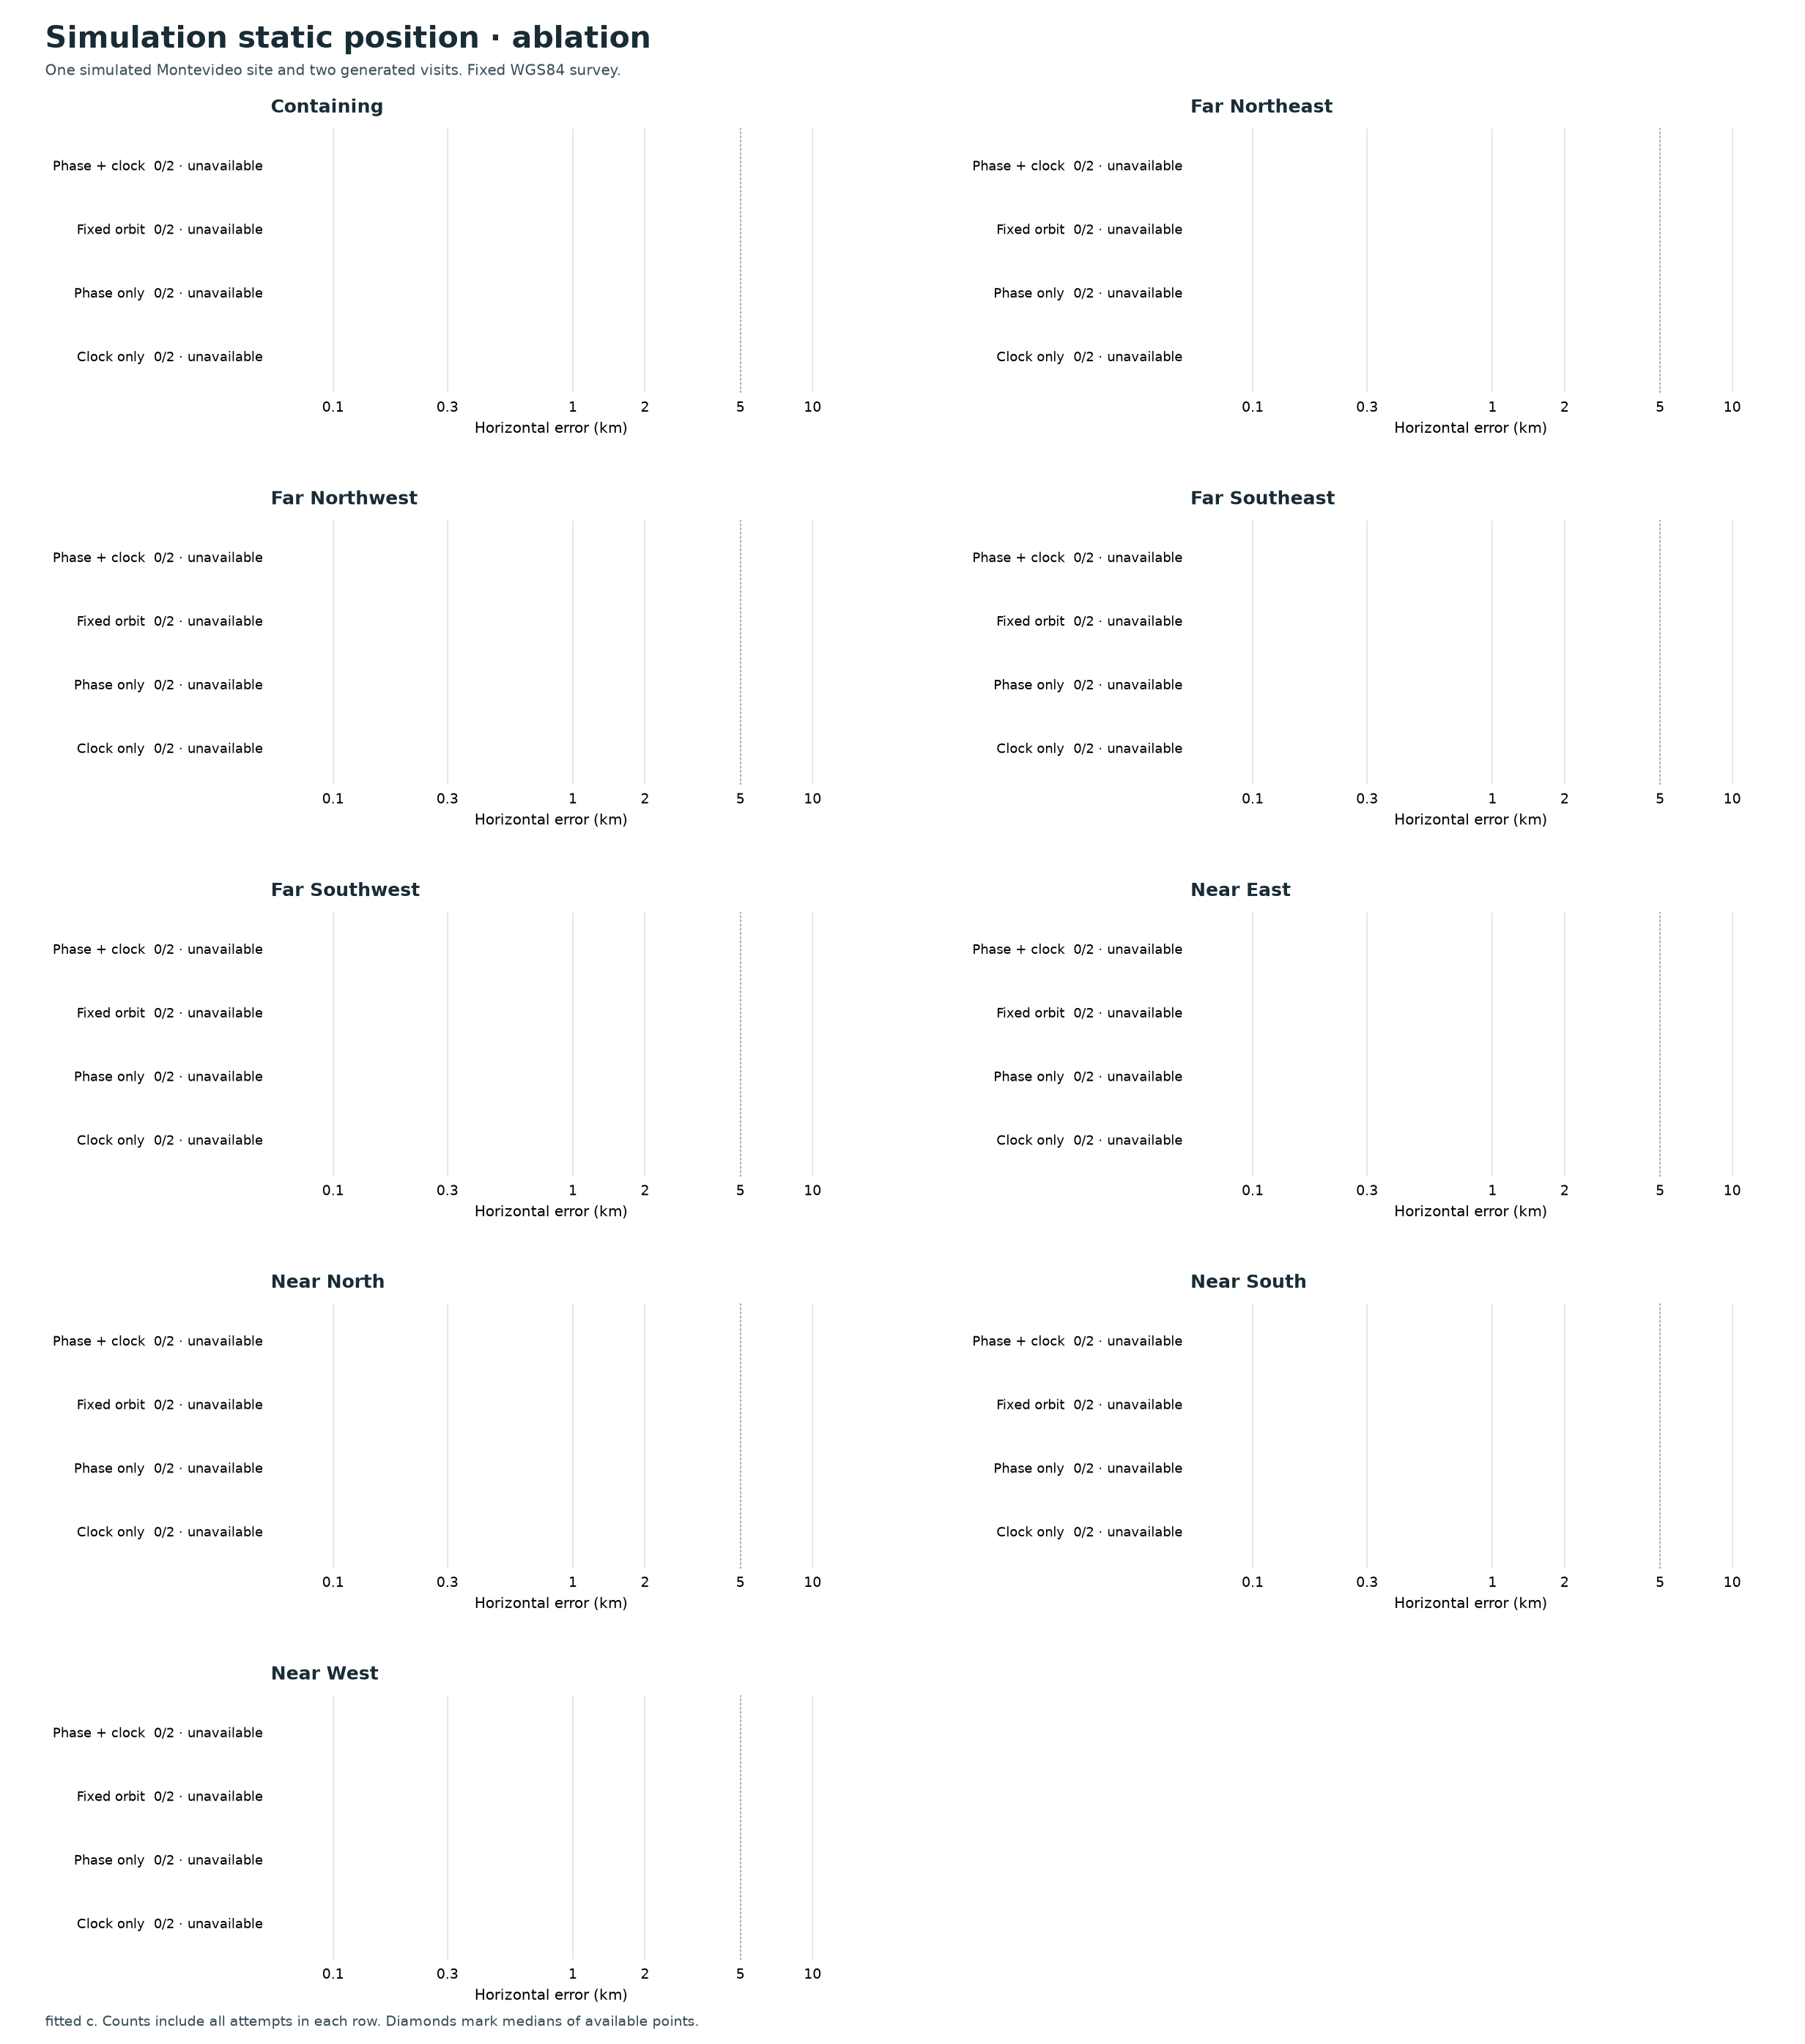 Simulation static position · ablation
One simulated Montevideo site and two generated visits. Fixed WGS84 survey.
Containing
Phase + clock 0/2 · unavailable
Fixed orbit 0/2 · unavailable
Phase only 0/2 · unavailable
Clock only 0/2 · unavailable
0.1 0.3 1 2 5 10
Horizontal error (km)
Far Northeast
Phase + clock 0/2 · unavailable
Fixed orbit 0/2 · unavailable
Phase only 0/2 · unavailable
Clock only 0/2 · unavailable
0.1 0.3 1 2 5 10
Horizontal error (km)
Far Northwest
Phase + clock 0/2 · unavailable
Fixed orbit 0/2 · unavailable
Phase only 0/2 · unavailable
Clock only 0/2 · unavailable
0.1 0.3 1 2 5 10
Horizontal error (km)
Far Southeast
Phase + clock 0/2 · unavailable
Fixed orbit 0/2 · unavailable
Phase only 0/2 · unavailable
Clock only 0/2 · unavailable
0.1 0.3 1 2 5 10
Horizontal error (km)
Far Southwest
Phase + clock 0/2 · unavailable
Fixed orbit 0/2 · unavailable
Phase only 0/2 · unavailable
Clock only 0/2 · unavailable
0.1 0.3 1 2 5 10
Horizontal error (km)
Near East
Phase + clock 0/2 · unavailable
Fixed orbit 0/2 · unavailable
Phase only 0/2 · unavailable
Clock only 0/2 · unavailable
0.1 0.3 1 2 5 10
Horizontal error (km)
Near North
Phase + clock 0/2 · unavailable
Fixed orbit 0/2 · unavailable
Phase only 0/2 · unavailable
Clock only 0/2 · unavailable
0.1 0.3 1 2 5 10
Horizontal error (km)
Near South
Phase + clock 0/2 · unavailable
Fixed orbit 0/2 · unavailable
Phase only 0/2 · unavailable
Clock only 0/2 · unavailable
0.1 0.3 1 2 5 10
Horizontal error (km)
Near West
Phase + clock 0/2 · unavailable
Fixed orbit 0/2 · unavailable
Phase only 0/2 · unavailable
Clock only 0/2 · unavailable
0.1 0.3 1 2 5 10
Horizontal error (km)
fitted c. Counts include all attempts in each row. Diamonds mark medians of available points.